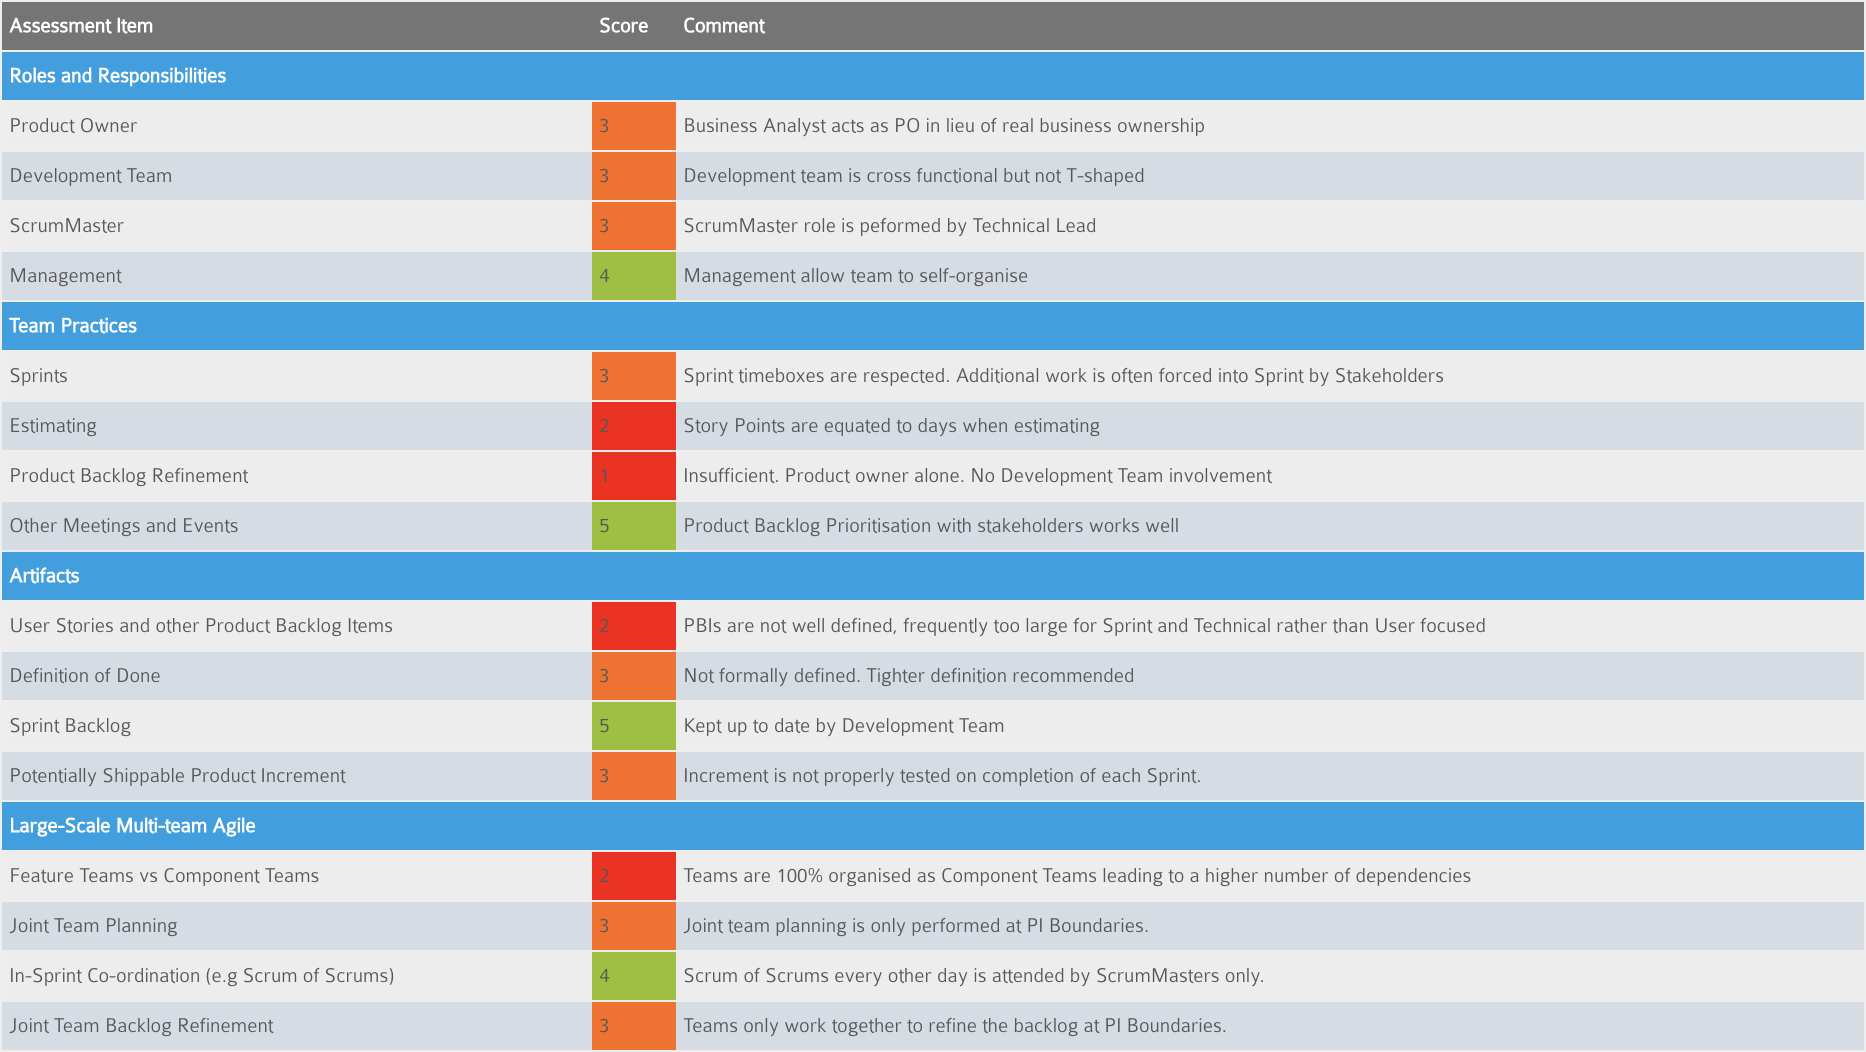 Assessment Item Score Comment
Roles and Responsibilities
Product Owner 3 Business Analyst acts as PO in lieu of real business ownership
Development Team 3 Development team is cross functional but not T-shaped
ScrumMaster 3 ScrumMaster role is peformed by Technical Lead
Management 4 Management allow team to self-organise
Team Practices
Sprints 3 Sprint timeboxes are respected. Additional work is often forced into Sprint by Stakeholders
Estimating 2 Story Points are equated to days when estimating
Product Backlog Refinement 1 Insufficient. Product owner alone. No Development Team involvement
Other Meetings and Events 5 Product Backlog Prioritisation with stakeholders works well
Artifacts
User Stories and other Product Backlog Items 2 PBIs are not well defined, frequently too large for Sprint and Technical rather than User focused
Definition of Done 3 Not formally defined. Tighter definition recommended
Sprint Backlog 5 Kept up to date by Development Team
Potentially Shippable Product Increment 3 Increment is not properly tested on completion of each Sprint.
Large-Scale Multi-team Agile
Feature Teams vs Component Teams 2 Teams are 100% organised as Component Teams leading to a higher number of dependencies
Joint Team Planning 3 Joint team planning is only performed at PI Boundaries.
In-Sprint Co-ordination (e.g Scrum of Scrums) 4 Scrum of Scrums every other day is attended by ScrumMasters only.
Joint Team Backlog Refinement 3 Teams only work together to refine the backlog at PI Boundaries.